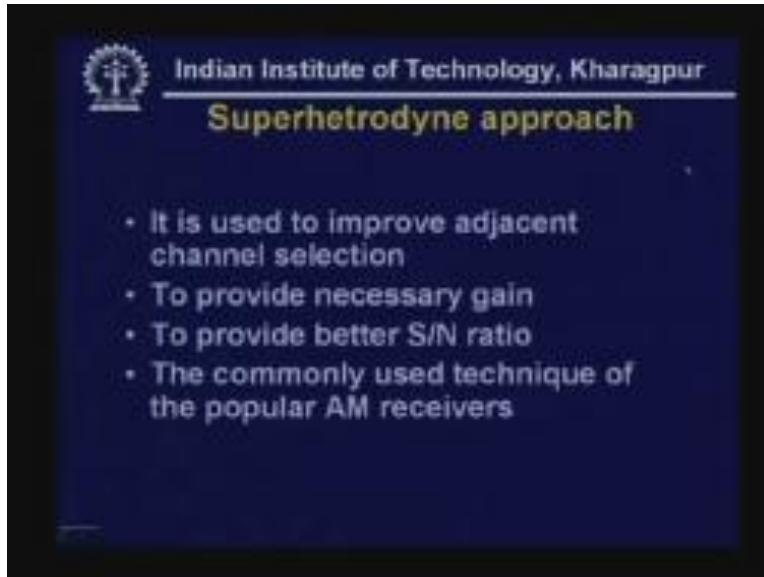 Indian Institute of Technology, Kharagpur
Superhetrodyne approach
• It is used to improve adjacent
channel selection
• To provide necessary gain
• To provide better S/N ratio
• The commonly used technique of
the popular AM receivers